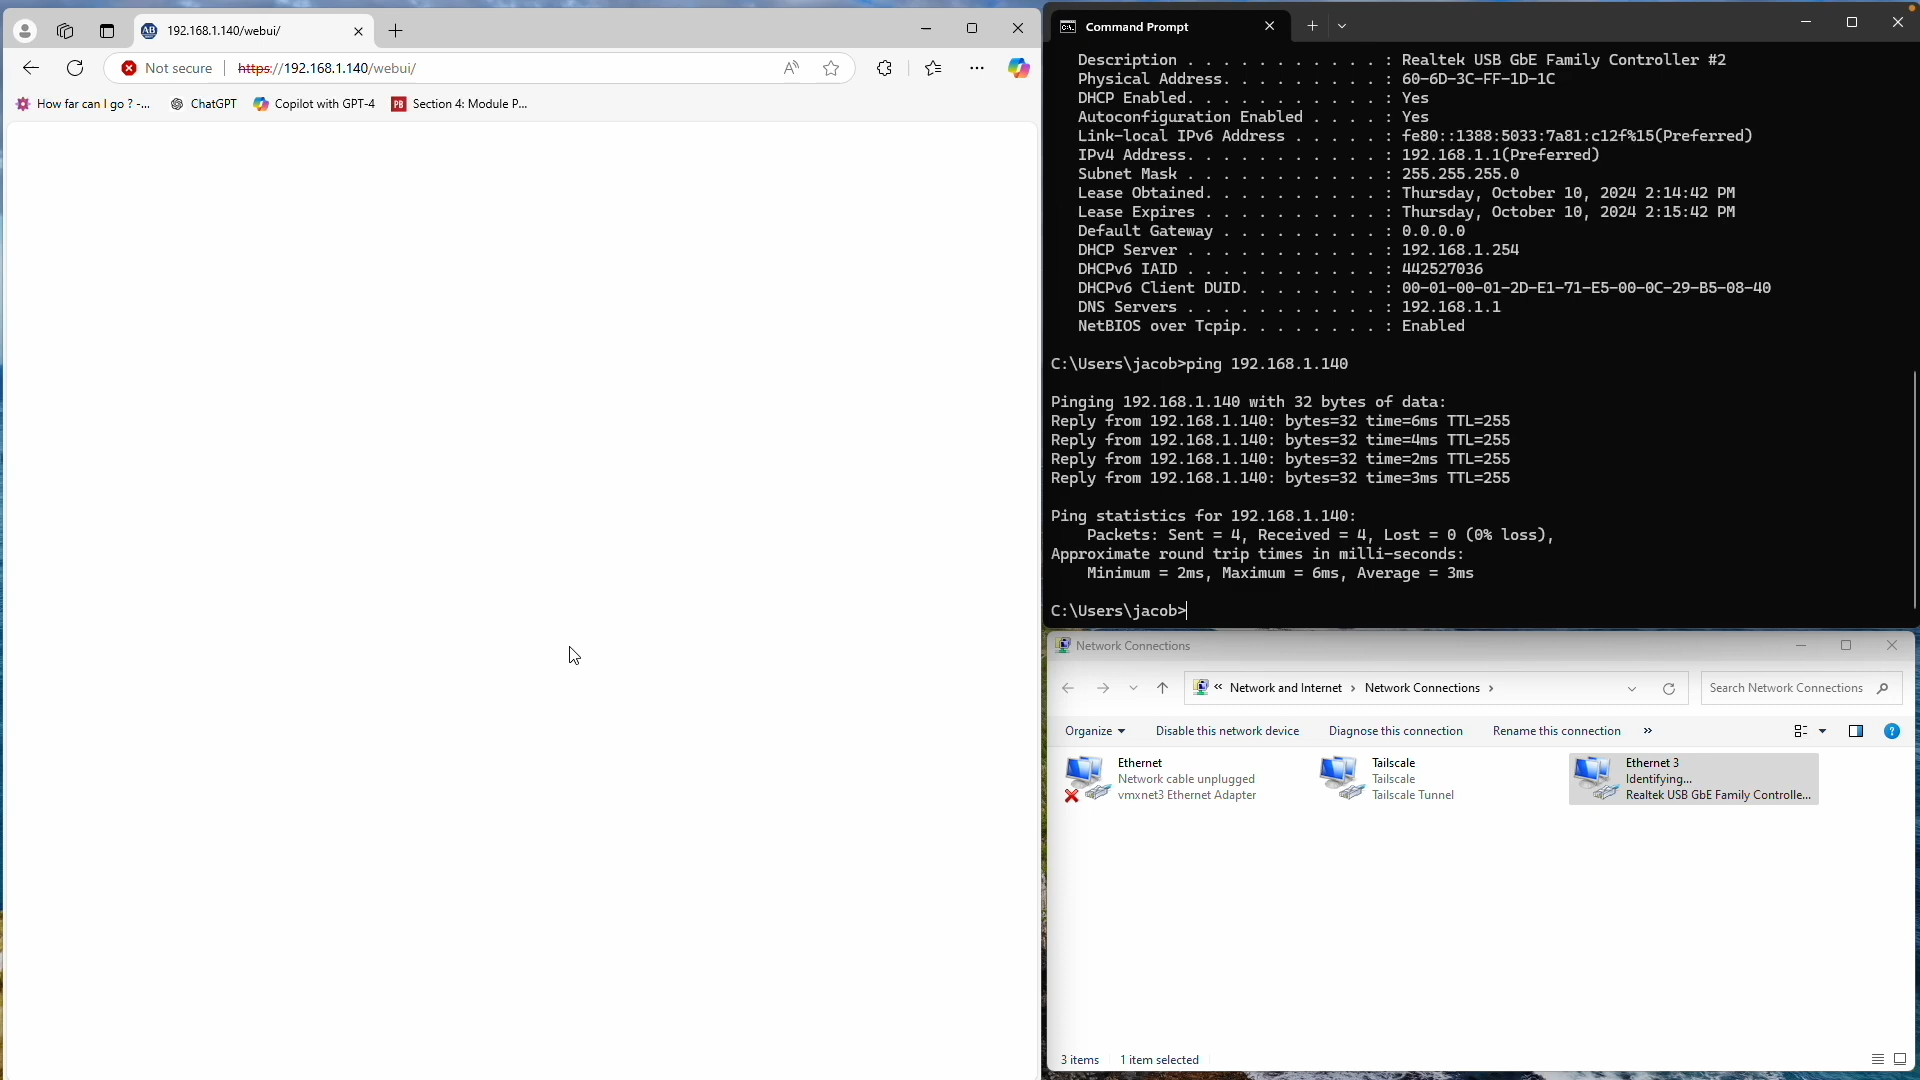 192.168.1.140/webui/
Not secure
https://192.168.1.140/webui/
How far can I go ? -...
ChatGPT
Copilot with GPT-4
PB Section 4: Module P...
Command Prompt
Description . . . . . . . . . . . : Realtek USB GbE Family Controller #2
Physical Address. . . . . . . . . : 60-6D-3C-FF-1D-1C
DHCP Enabled. . . . . . . . . . . : Yes
Autoconfiguration Enabled . . . . : Yes
Link-local IPv6 Address . . . . . : fe80::1388:5033:7a81:c12f%15(Preferred)
IPv4 Address. . . . . . . . . . . : 192.168.1.1(Preferred)
Subnet Mask . . . . . . . . . . . : 255.255.255.0
Lease Obtained. . . . . . . . . . : Thursday, October 10, 2024 2:14:42 PM
Lease Expires . . . . . . . . . . : Thursday, October 10, 2024 2:15:42 PM
Default Gateway . . . . . . . . . : 0.0.0.0
DHCP Server . . . . . . . . . . . : 192.168.1.254
DHCPv6 IAID . . . . . . . . . . . : 442527036
DHCPv6 Client DUID. . . . . . . . : 00-01-00-01-2D-E1-71-E5-00-0C-29-B5-08-40
DNS Servers . . . . . . . . . . . : 192.168.1.1
NetBIOS over Tcpip. . . . . . . . : Enabled
C:\Users\jacob>ping 192.168.1.140
Pinging 192.168.1.140 with 32 bytes of data:
Reply from 192.168.1.140: bytes=32 time=6ms TTL=255
Reply from 192.168.1.140: bytes=32 time=4ms TTL=255
Reply from 192.168.1.140: bytes=32 time=2ms TTL=255
Reply from 192.168.1.140: bytes=32 time=3ms TTL=255
Ping statistics for 192.168.1.140:
Packets: Sent = 4, Received = 4, Lost = 0 (0% loss),
Approximate round trip times in milli-seconds:
Minimum = 2ms, Maximum = 6ms, Average = 3ms
C:\Users\jacob>
Network Connections
« Network and Internet > Network Connections >
Search Network Connections
Organize
Disable this network device
Diagnose this connection
Rename this connection
»
Ethernet
Network cable unplugged
vmxnet3 Ethernet Adapter
Tailscale
Tailscale
Tailscale Tunnel
Ethernet 3
Identifying...
Realtek USB GbE Family Controlle...
3 items
1 item selected